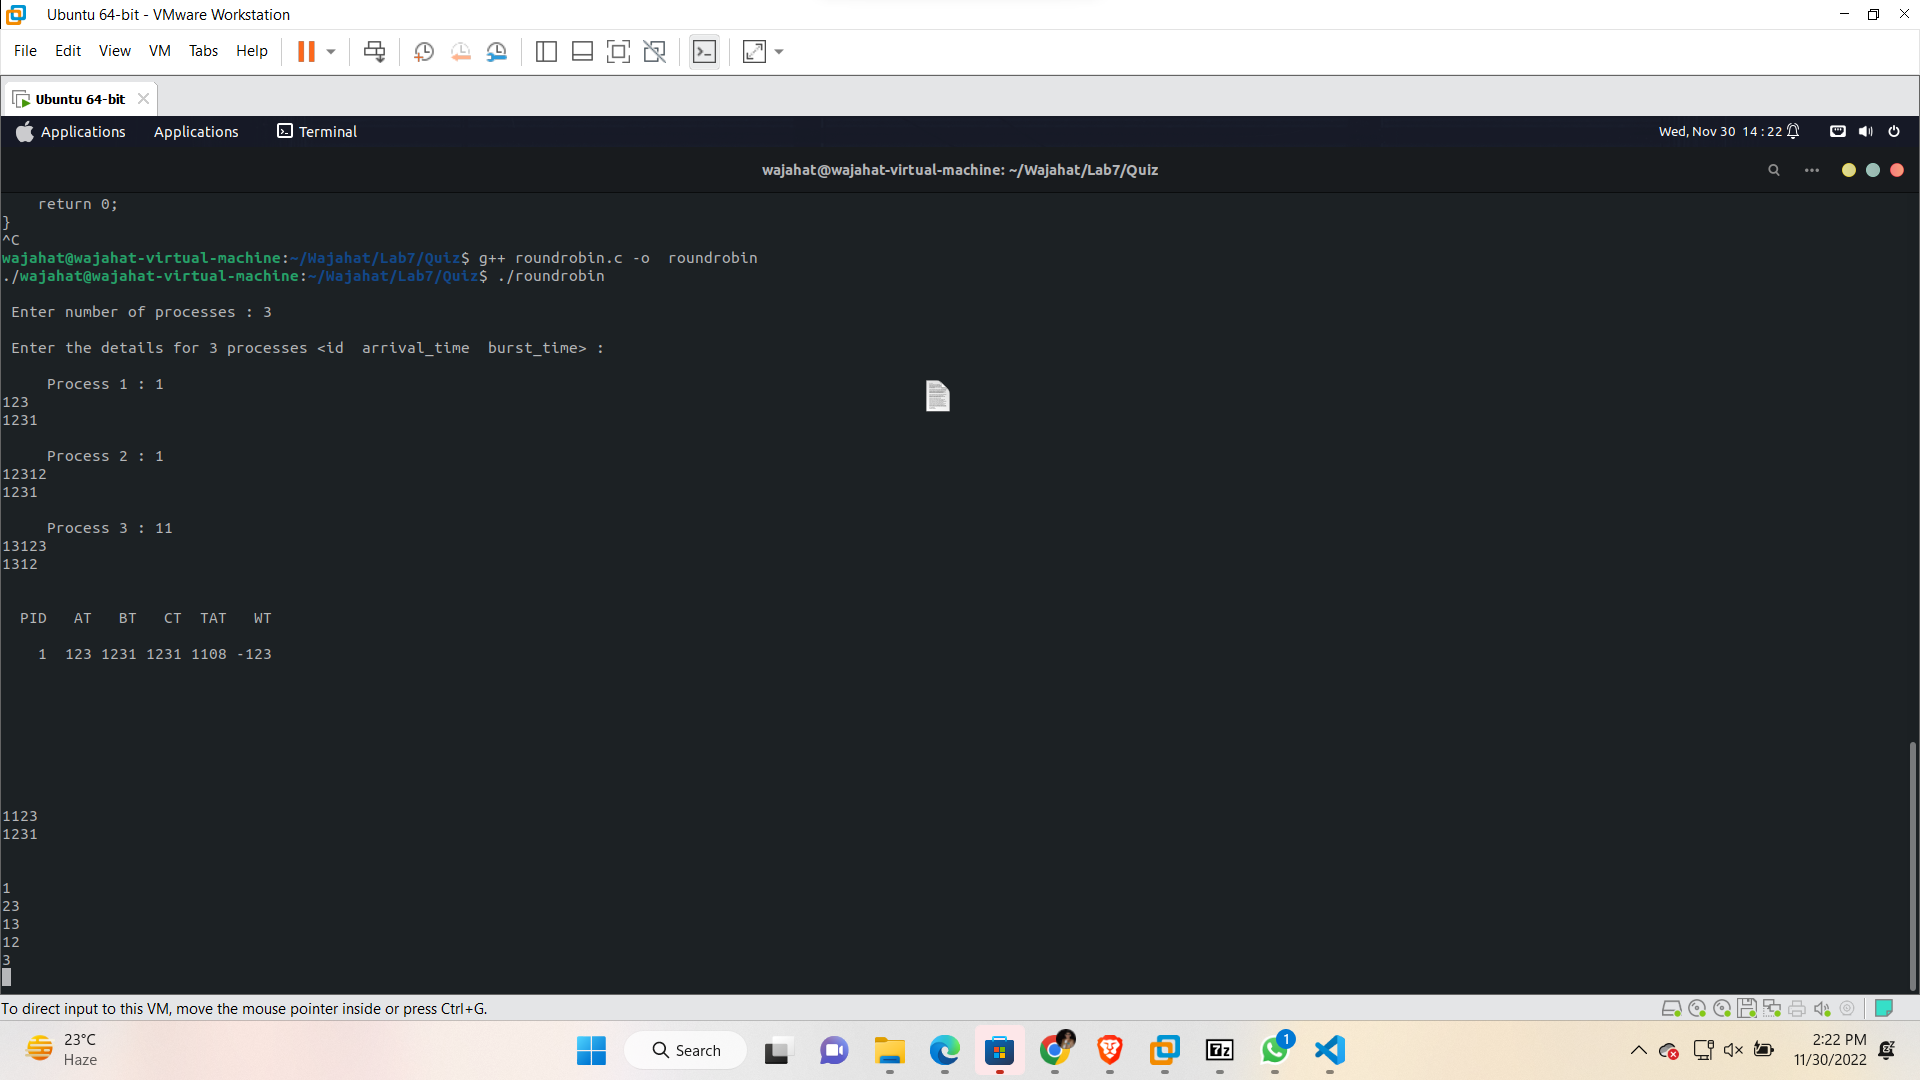 Ubuntu 64-bit - VMware Workstation
File Edit View VM Tabs Help
Ubuntu 64-bit
Applications Applications Terminal Wed, Nov 30 14:22
wajahat@wajahat-virtual-machine: ~/Wajahat/Lab7/Quiz
return 0;
}
^C
wajahat@wajahat-virtual-machine:~/Wajahat/Lab7/Quiz$ g++ roundrobin.c -o  roundrobin
./wajahat@wajahat-virtual-machine:~/Wajahat/Lab7/Quiz$ ./roundrobin
Enter number of processes : 3
Enter the details for 3 processes <id  arrival_time  burst_time> :
Process 1 : 1
123
1231
Process 2 : 1
12312
1231
Process 3 : 11
13123
1312
PID   AT   BT   CT  TAT   WT
1  123 1231 1231 1108 -123
1123
1231
1
23
13
12
3
To direct input to this VM, move the mouse pointer inside or press Ctrl+G.
23°C
Haze
Search
7z
1
2:22 PM
11/30/2022